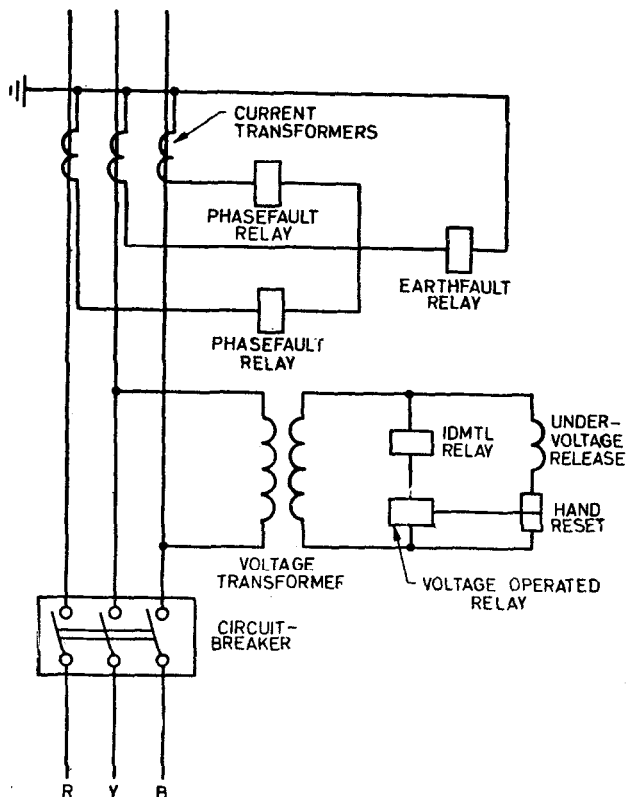 CURRENT
TRANSFORMERS
PHASEFAULT
RELAY
EARTHFAULT
RELAY
PHASEFAULT
RELAY
IDMTL
RELAY
UNDER-
VOLTAGE
RELEASE
HAND
RESET
VOLTAGE
TRANSFORMER
VOLTAGE OPERATED
RELAY
CIRCUIT-
BREAKER
R Y B